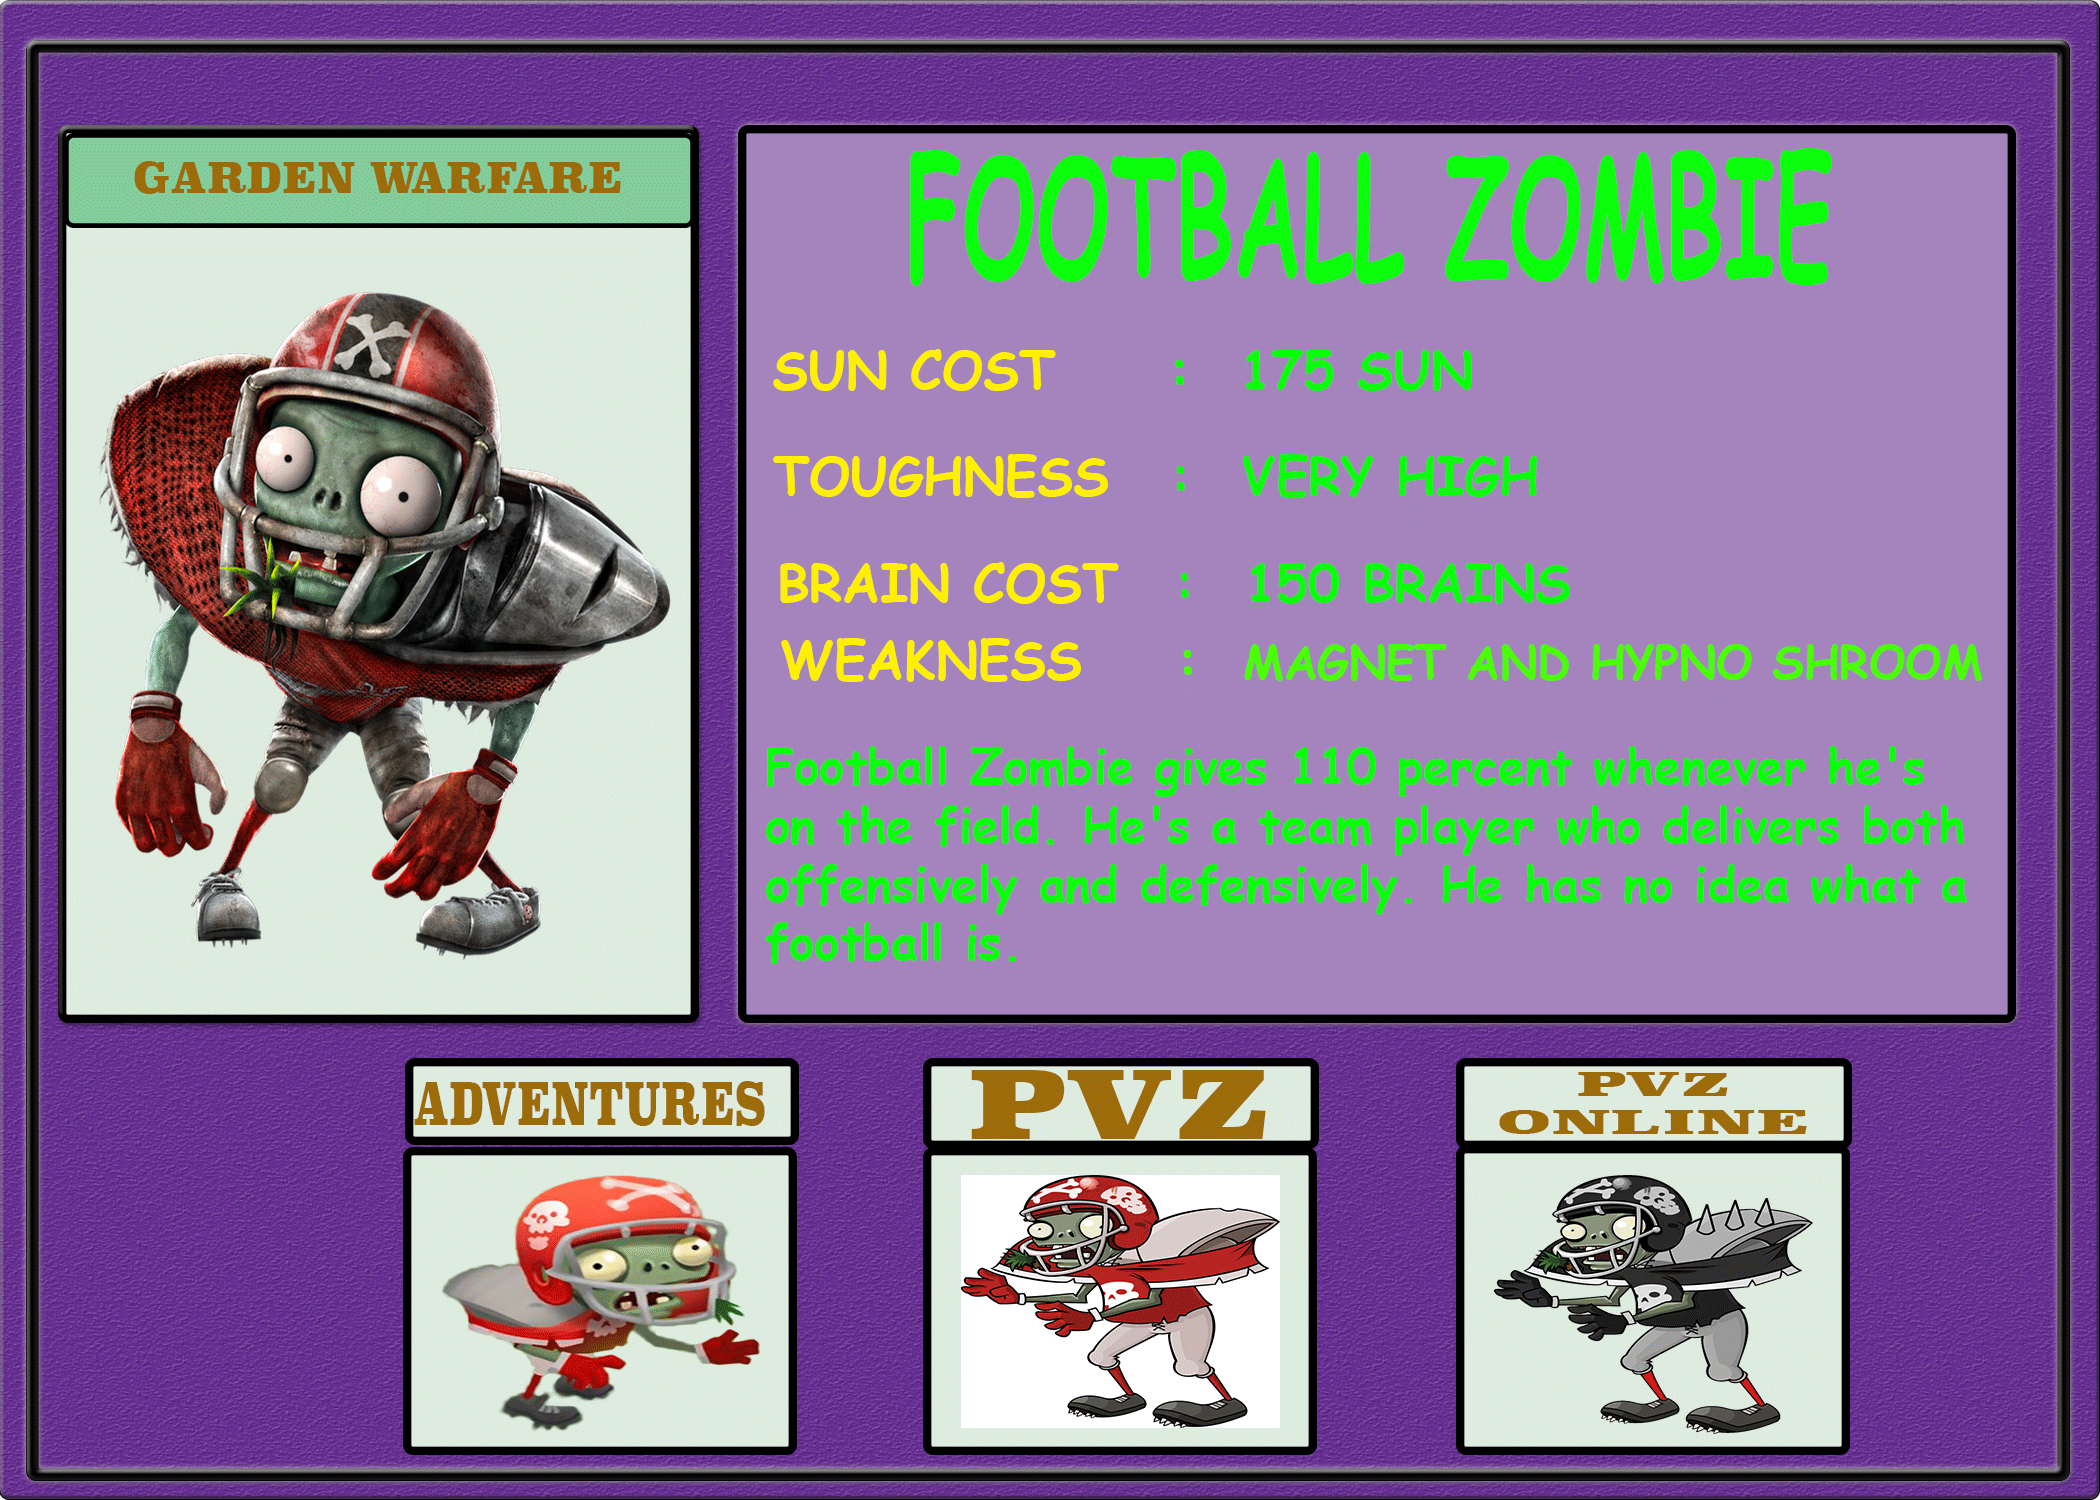 GARDEN WARFARE
FOOTBALL ZOMBIE
SUN COST : 175 SUN
TOUGHNESS : VERY HIGH
BRAIN COST : 150 BRAINS
WEAKNESS : MAGNET AND HYPNO SHROOM
Football Zombie gives 110 percent whenever he's
on the field. He's a team player who delivers both
offensively and defensively. He has no idea what a
football is.
ADVENTURES
PVZ
PVZ
ONLINE